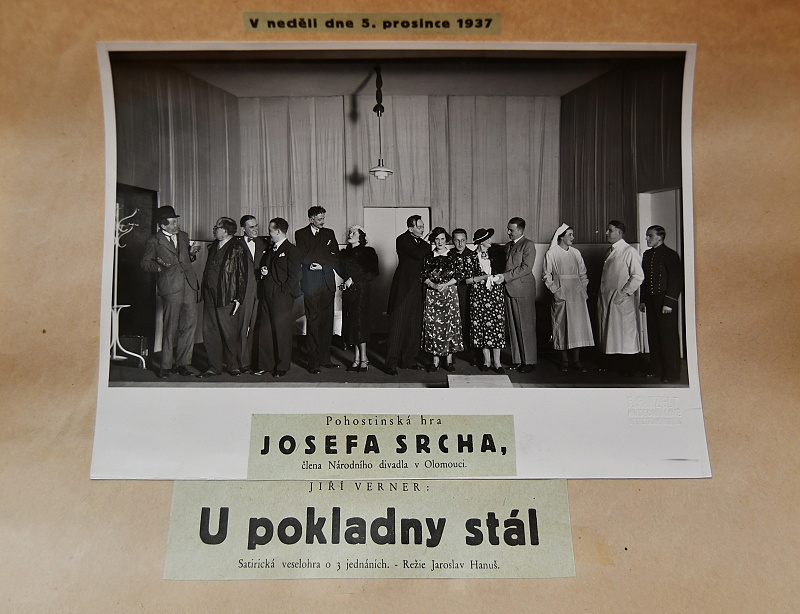 V neděli dne 5. prosince 1937
Pohostinská hra
JOSEFA SRCHA,
člena Národního divadla v Olomouci.
JIŘÍ VERNER:
U pokladny stál
Satirická veselohra o 3 jednáních. - Režie Jaroslav Hanuš.